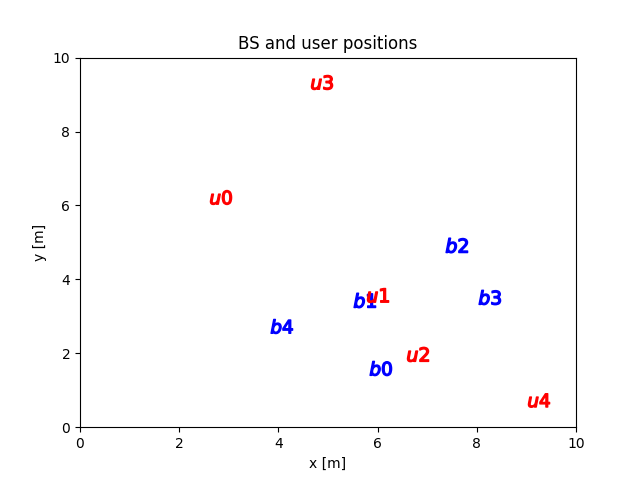 BS and user positions
10
u3
8
u0
6
b2
y [m]
4
b1 u1 b3
b4
2
u2
b0
u4
0
0 2 4 6 8 10
x [m]